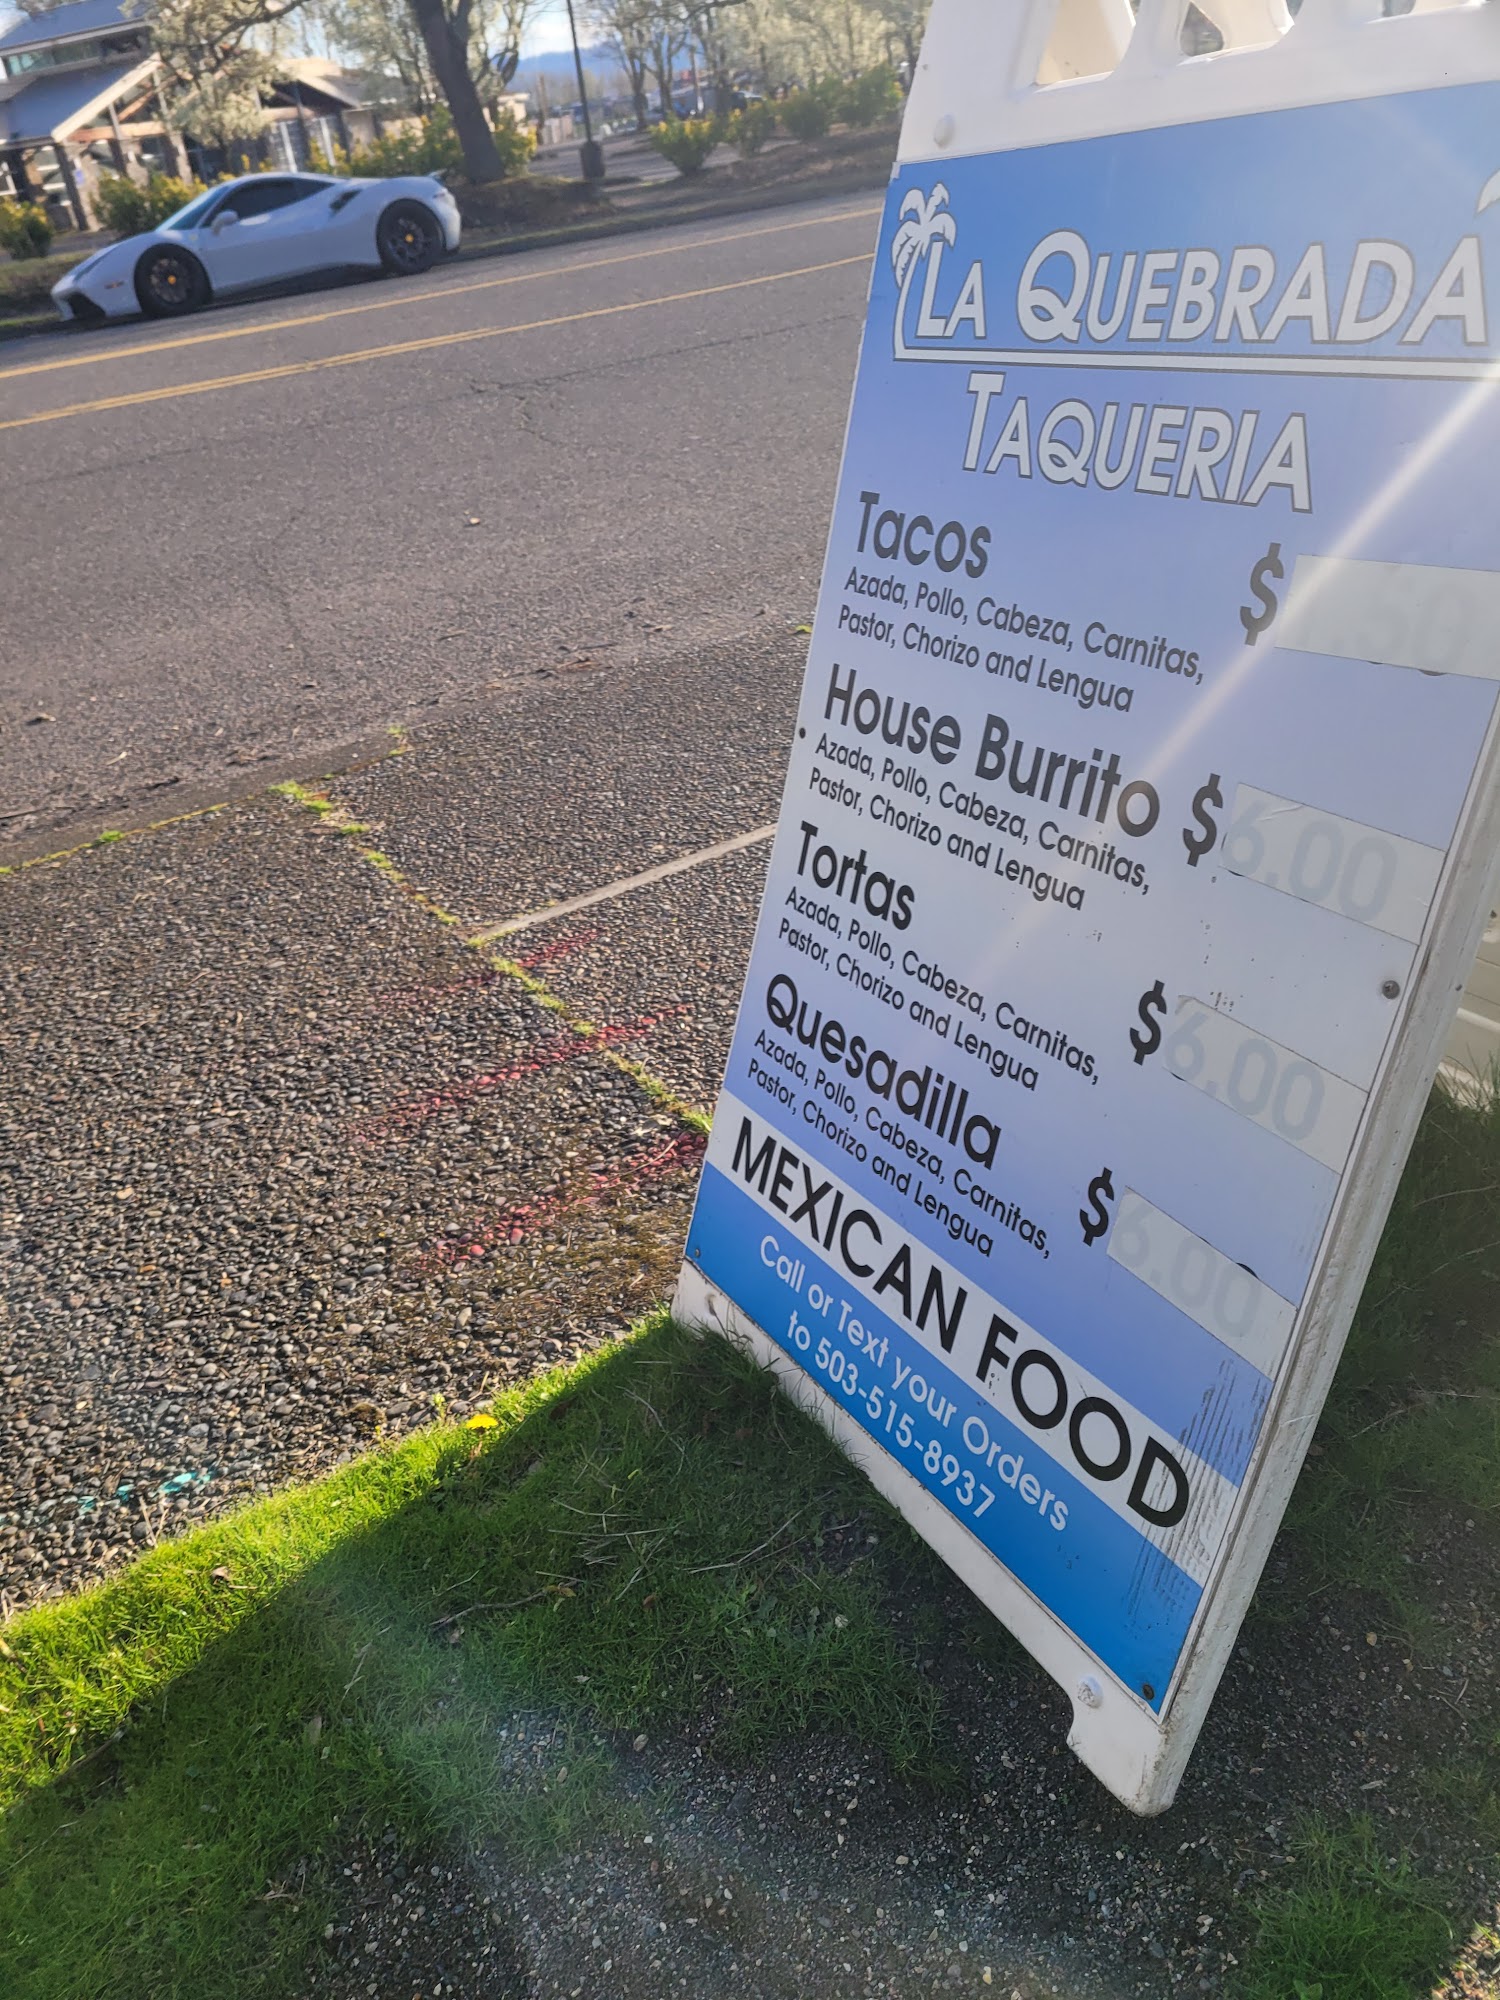 La Quebrada
Taqueria
Tacos $
Azada, Pollo, Cabeza, Carnitas,
Pastor, Chorizo and Lengua
House Burrito $6.00
Azada, Pollo, Cabeza, Carnitas,
Pastor, Chorizo and Lengua
Tortas $6.00
Azada, Pollo, Cabeza, Carnitas,
Pastor, Chorizo and Lengua
Quesadilla $6.00
Azada, Pollo, Cabeza, Carnitas,
Pastor, Chorizo and Lengua
MEXICAN FOOD
Call or Text your Orders
to 503-515-8937